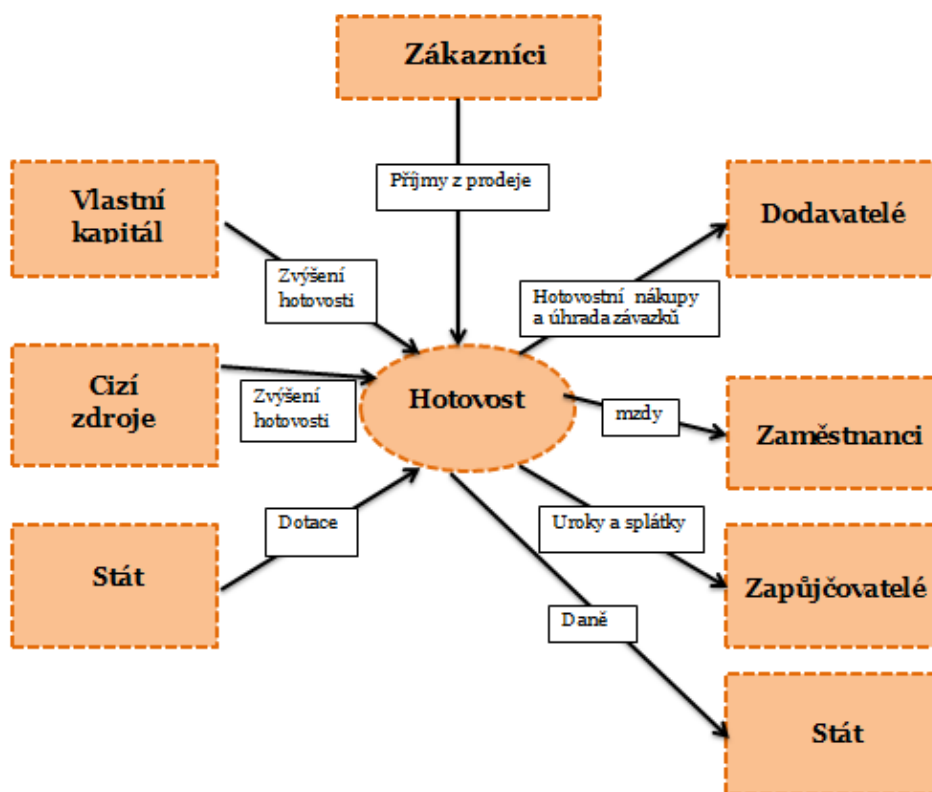 Zákazníci
Příjmy z prodeje
Vlastní
kapitál
Zvýšení
hotovosti
Dodavatelé
Hotovostní nákupy
a úhrada závazků
Cizí
zdroje
Zvýšení
hotovosti
Hotovost
mzdy
Zaměstnanci
Stát
Dotace
Uroky a splátky
Zapůjčovatelé
Daně
Stát